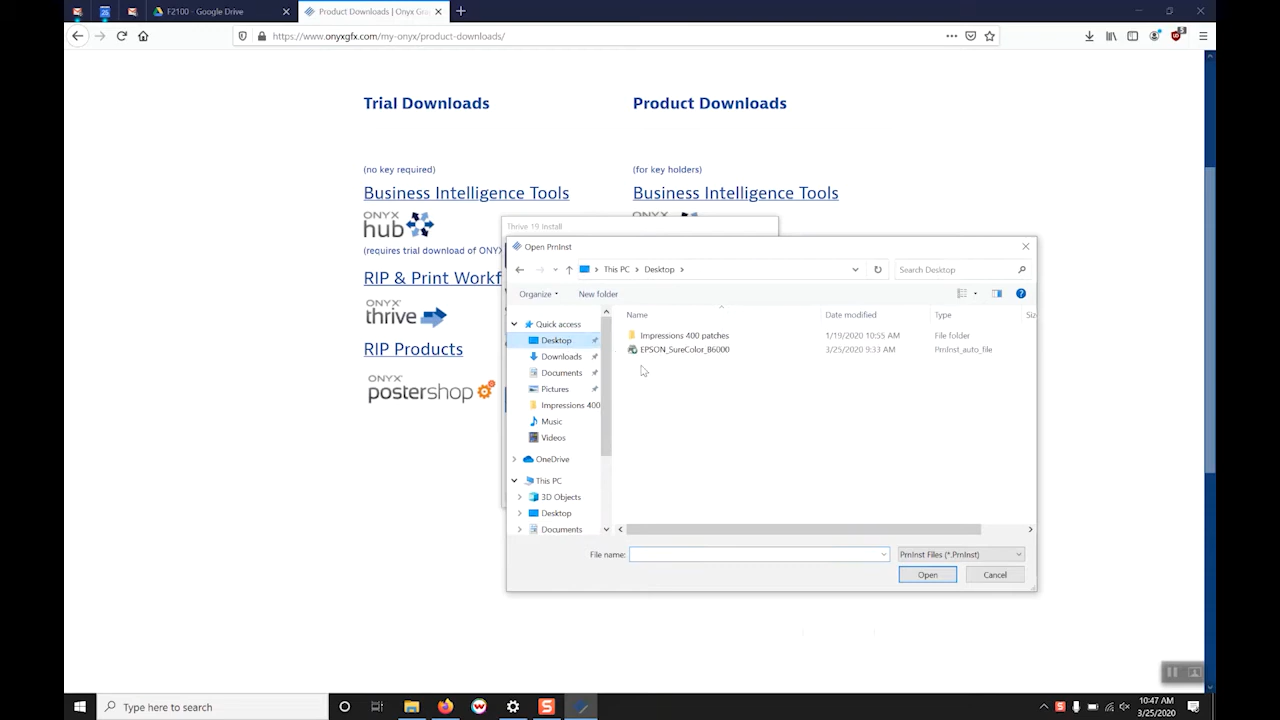 F2100 - Google Drive
Product Downloads | Onyx Gra
https://www.onyxgfx.com/my-onyx/product-downloads/
Trial Downloads
Product Downloads
(no key required)
(for key holders)
Business Intelligence Tools
Business Intelligence Tools
ONYX
hub
ONYX
(requires trial download of ONYX
RIP & Print Workf
ONYX
thrive
RIP Products
ONYX
postershop
Thrive 19 Install
Open PrnInst
This PC
Desktop
Search Desktop
Organize
New folder
Name
Date modified
Type
Siz
Quick access
Desktop
Downloads
Documents
Pictures
Impressions 400
Music
Videos
OneDrive
This PC
3D Objects
Desktop
Documents
Impressions 400 patches
1/19/2020 10:55 AM
File folder
EPSON_SureColor_B6000
3/25/2020 9:33 AM
PrnInst_auto_file
File name:
PrnInst Files (*.PrnInst)
Open
Cancel
Type here to search
10:47 AM
3/25/2020